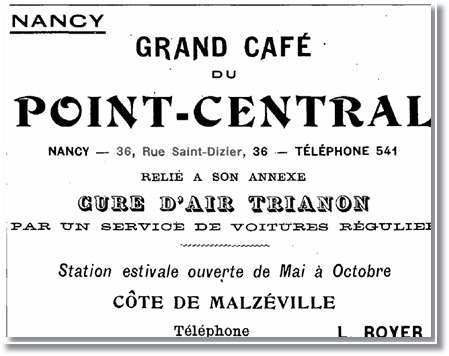 NANCY
GRAND CAFÉ
DU
POINT-CENTRAL
NANCY — 36, Rue Saint-Dizier, 36 — TÉLÉPHONE 541
RELIÉ A SON ANNEXE
CURE D'AIR TRIANON
PAR UN SERVICE DE VOITURES RÉGULIER
Station estivale ouverte de Mai à Octobre
CÔTE DE MALZÉVILLE
Téléphone L. ROYER